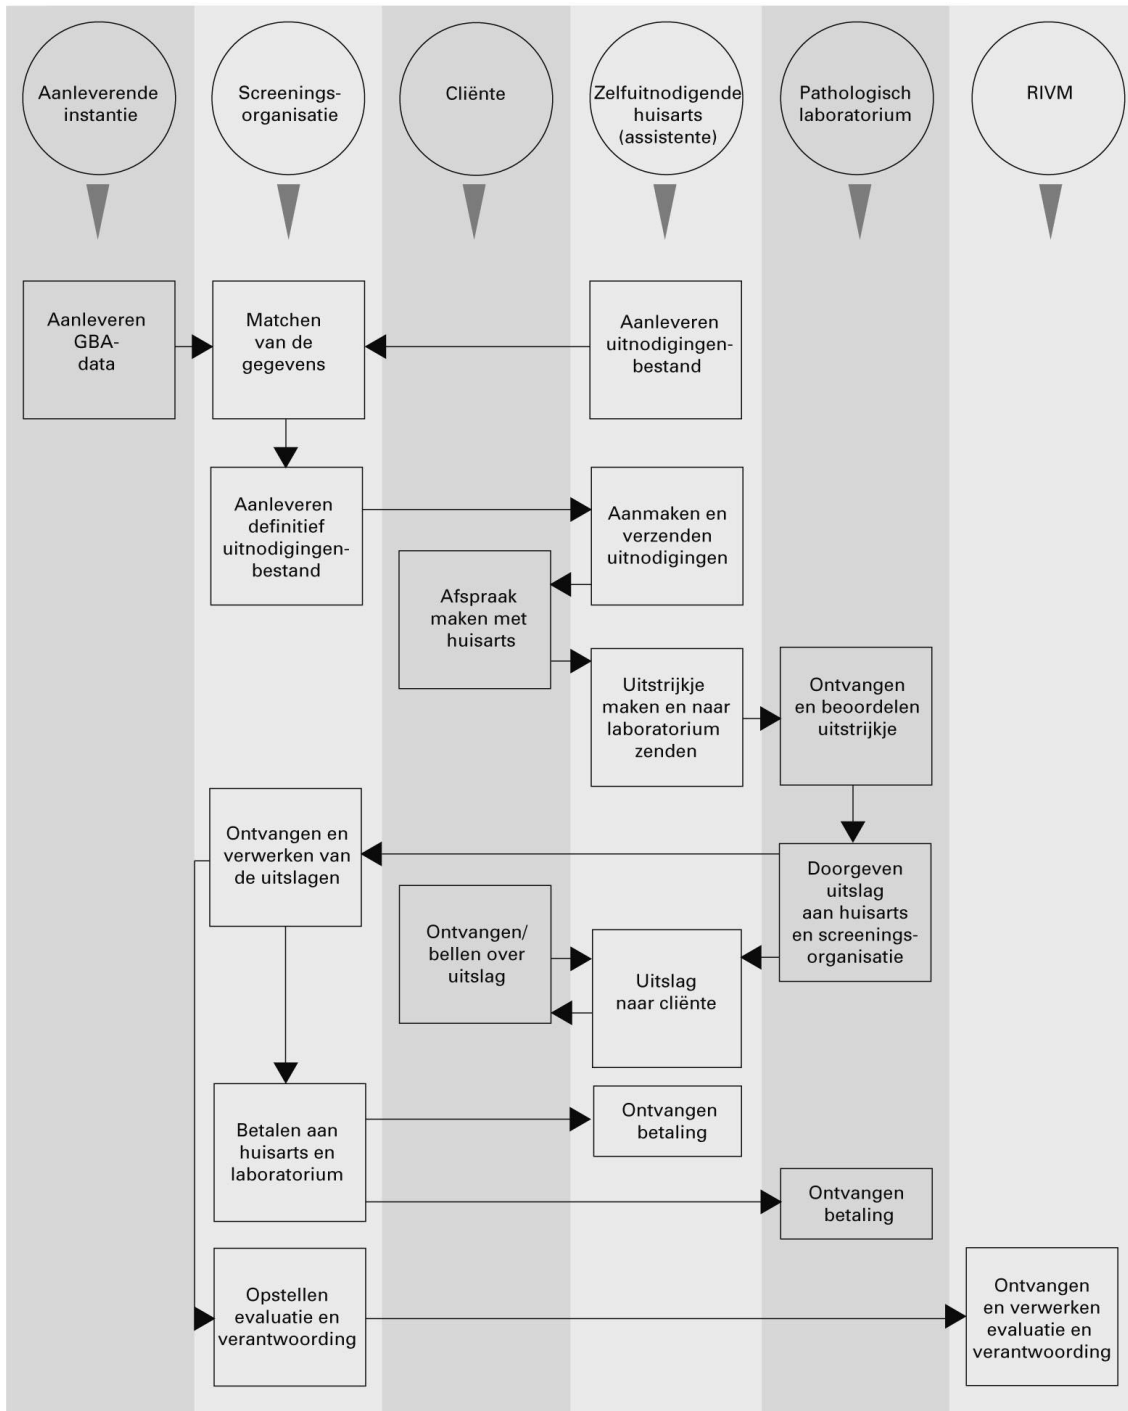 Aanleverende
instantie
Screenings-
organisatie
Cliënte
Zelfuitnodigende
huisarts
(assistente)
Pathologisch
laboratorium
RIVM
Aanleveren
GBA-
data
Matchen
van de
gegevens
Aanleveren
uitnodigingen-
bestand
Aanleveren
definitief
uitnodigingen-
bestand
Aanmaken en
verzenden
uitnodigingen
Afspraak
maken met
huisarts
Uitstrijkje
maken en naar
laboratorium
zenden
Ontvangen
en beoordelen
uitstrijkje
Ontvangen en
verwerken van
de uitslagen
Doorgeven
uitslag
aan huisarts
en screenings-
organisatie
Ontvangen/
bellen over
uitslag
Uitslag
naar cliënte
Betalen aan
huisarts en
laboratorium
Ontvangen
betaling
Ontvangen
betaling
Opstellen
evaluatie en
verantwoording
Ontvangen
en verwerken
evaluatie en
verantwoording